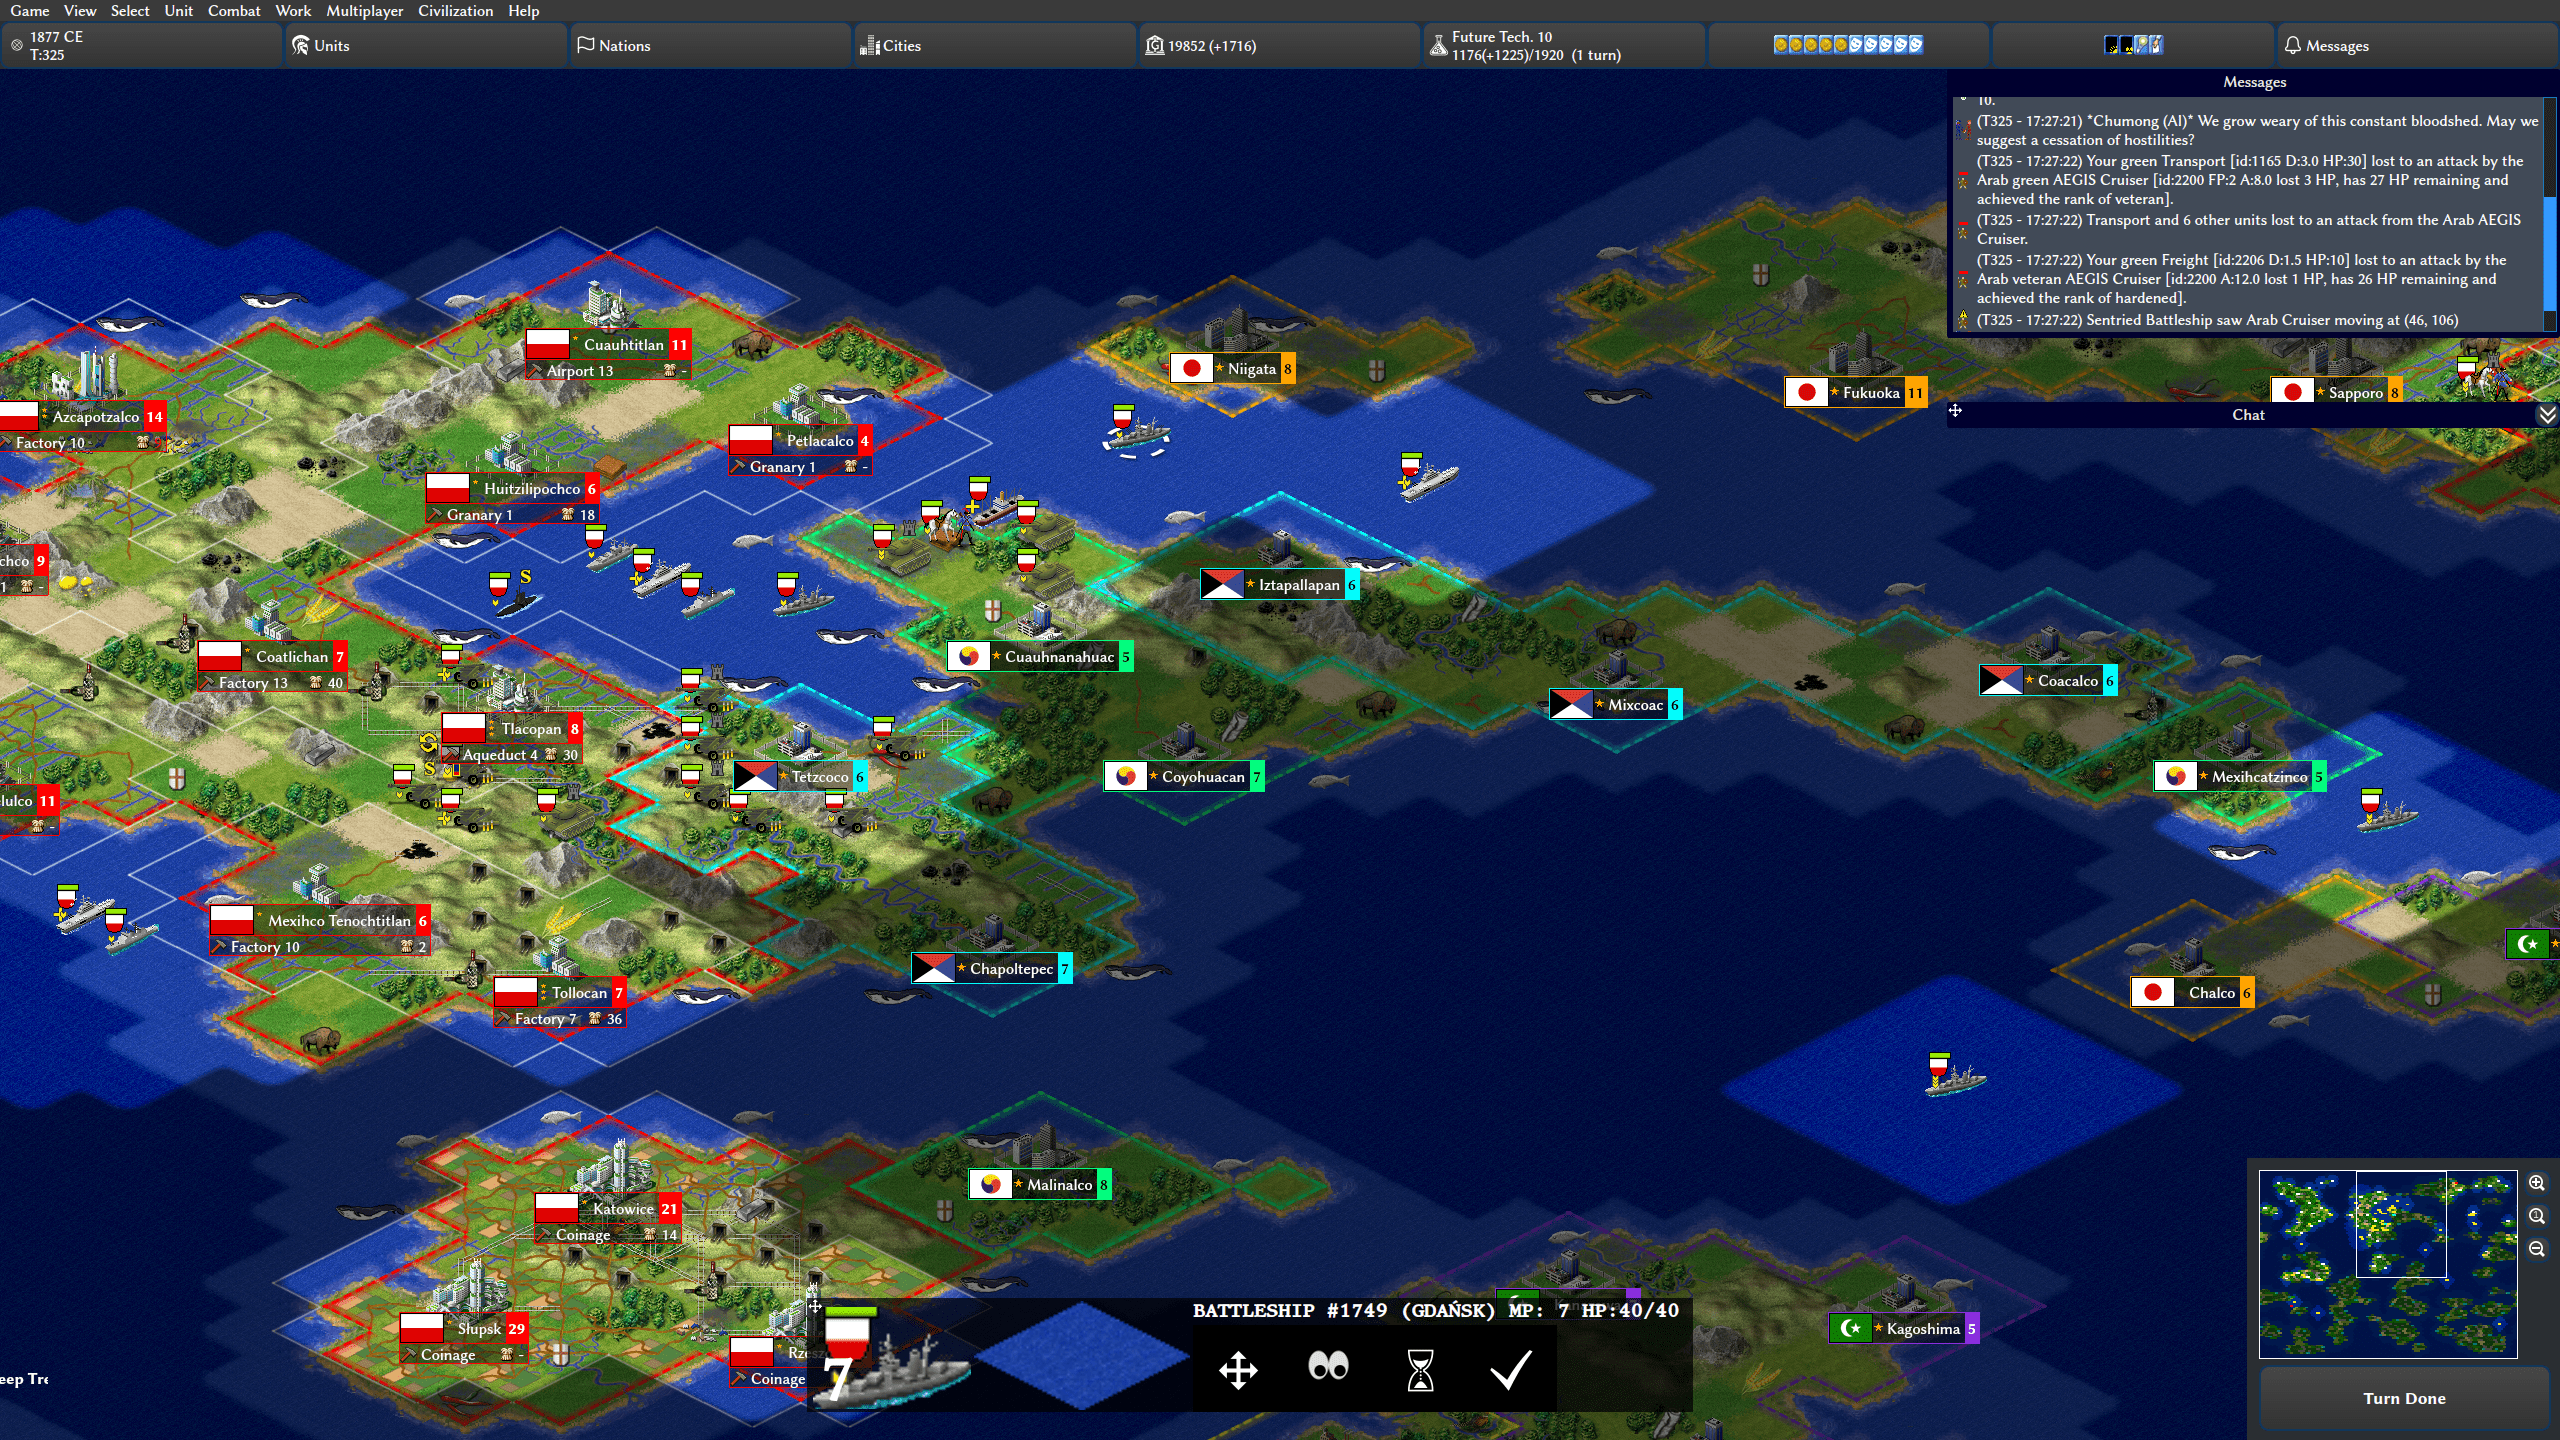 Game View Select Unit Combat Work Multiplayer Civilization Help
1877 CE
T:325
Units
Nations
Cities
19852 (+1716)
Future Tech. 10
1176(+1225)/1920 (1 turn)
Messages
Messages
10.
(T325 - 17:27:21) *Chumong (AI)* We grow weary of this constant bloodshed. May we
suggest a cessation of hostilities?
(T325 - 17:27:22) Your green Transport [id:1165 D:3.0 HP:30] lost to an attack by the
Arab green AEGIS Cruiser [id:2200 FP:2 A:8.0 lost 3 HP, has 27 HP remaining and
achieved the rank of veteran].
(T325 - 17:27:22) Transport and 6 other units lost to an attack from the Arab AEGIS
Cruiser.
(T325 - 17:27:22) Your green Freight [id:2206 D:1.5 HP:10] lost to an attack by the
Arab veteran AEGIS Cruiser [id:2200 A:12.0 lost 1 HP, has 26 HP remaining and
achieved the rank of hardened].
(T325 - 17:27:22) Sentried Battleship saw Arab Cruiser moving at (46, 106)
Chat
Cuauhtitlan 11
Airport 13 -
Niigata 8
Fukuoka 11
Sapporo 8
Azcapotzalco 14
Factory 10
Petlacalco 4
Granary 1 -
Huitzilipochco 6
Granary 1 18
chco 9
1 -
S
Iztapallapan 6
Coatlichan 7
Factory 13 40
Cuauhnanahuac 5
Coacalco 6
Mixcoac 6
Tlacopan 8
Aqueduct 4 30
S
Tetzcoco 6
Coyohuacan 7
Mexihcatzinco 5
lulco 11
-
Mexihco Tenochtitlan 6
Factory 10 2
Chapoltepec 7
Tollocan 7
Factory 7 36
Chalco 6
Katowice 21
Coinage 14
Malinalco 8
Słupsk 29
Coinage -
Rzesz
Coinage
eep Tre
Kagoshima 5
BATTLESHIP #1749 (GDAŃSK) MP: 7 HP:40/40
7
1
Turn Done